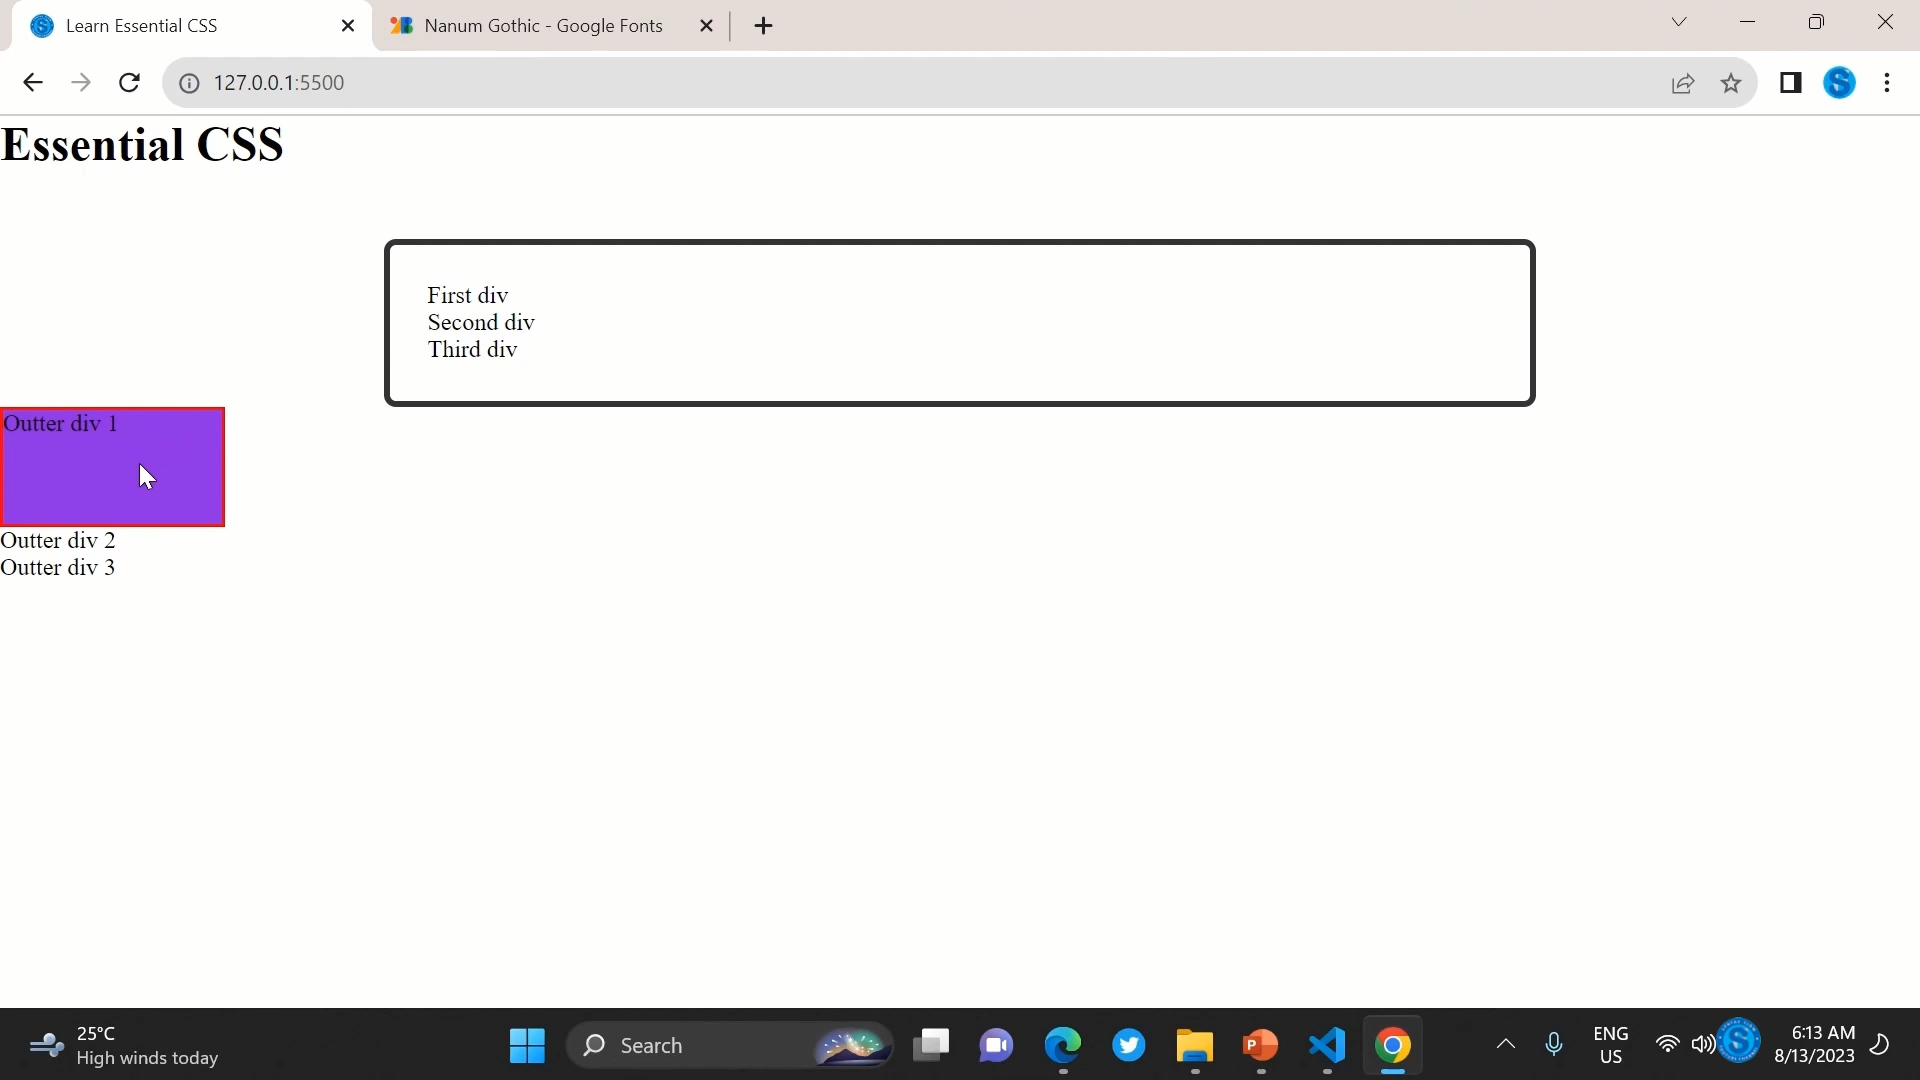 Learn Essential CSS
Nanum Gothic - Google Fonts
127.0.0.1:5500
Essential CSS
First div
Second div
Third div
Outter div 1
Outter div 2
Outter div 3
25°C
High winds today
Search
ENG
US
6:13 AM
8/13/2023